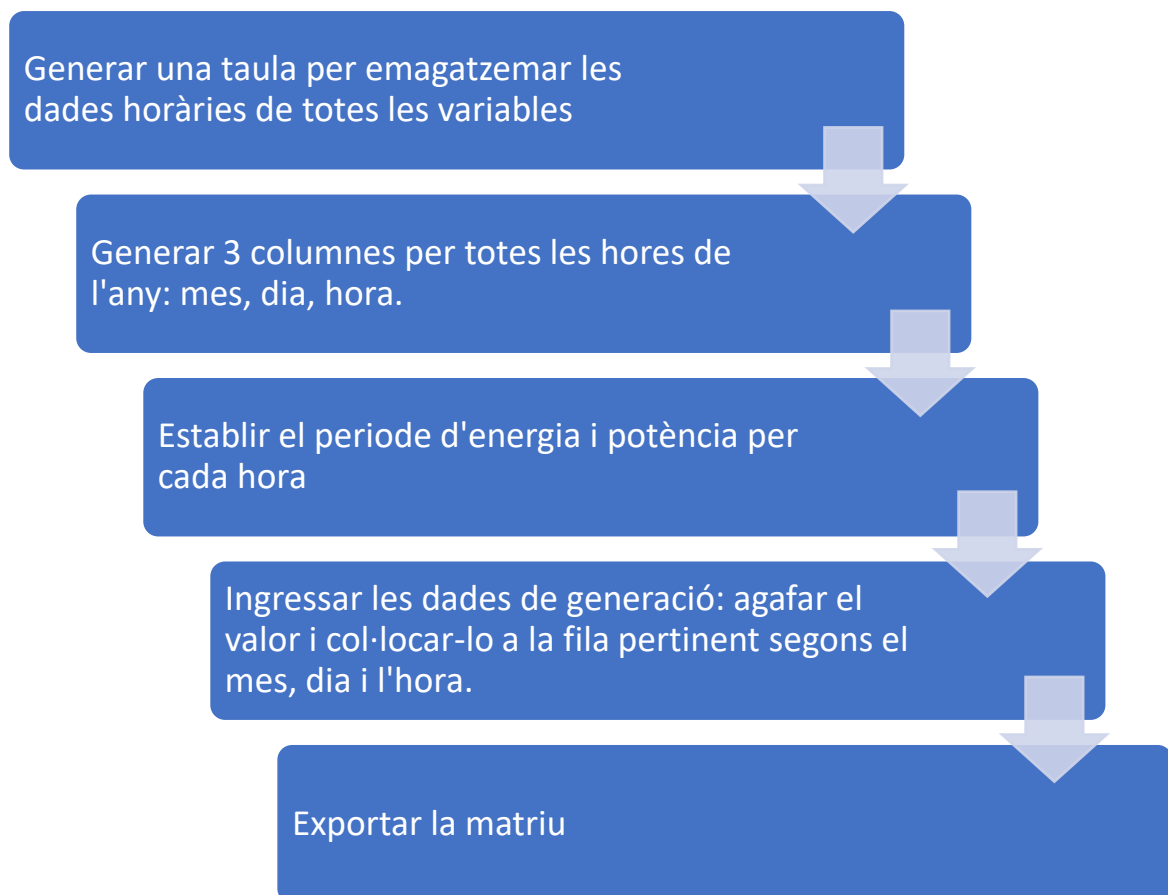 Generar una taula per emagatzemar les
dades horàries de totes les variables
Generar 3 columnes per totes les hores de
l'any: mes, dia, hora.
Establir el periode d'energia i potència per
cada hora
Ingressar les dades de generació: agafar el
valor i col·locar-lo a la fila pertinent segons el
mes, dia i l'hora.
Exportar la matriu